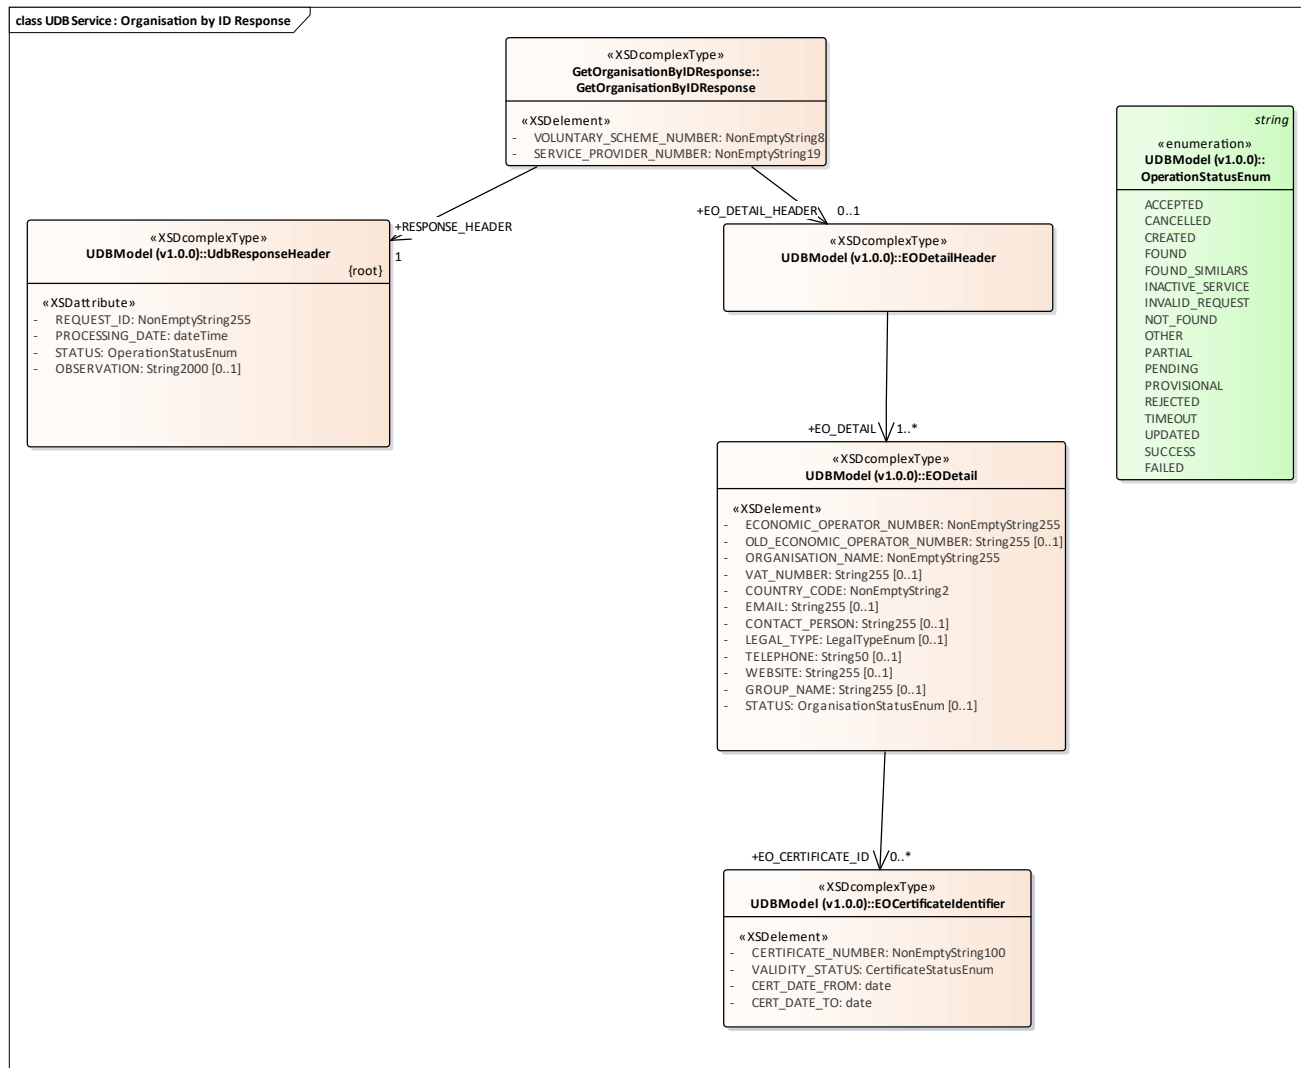 class UDB Service : Organisation by ID Response
«XSDcomplexType»
GetOrganisationByIDResponse::
GetOrganisationByIDResponse
«XSDelement»
- VOLUNTARY_SCHEME_NUMBER: NonEmptyString8
- SERVICE_PROVIDER_NUMBER: NonEmptyString19
string
«enumeration»
UDBModel (v1.0.0)::
OperationStatusEnum
ACCEPTED
CANCELLED
CREATED
FOUND
FOUND_SIMILARS
INACTIVE_SERVICE
INVALID_REQUEST
NOT_FOUND
OTHER
PARTIAL
PENDING
PROVISIONAL
REJECTED
TIMEOUT
UPDATED
SUCCESS
FAILED
+RESPONSE_HEADER
1
+EO_DETAIL_HEADER 0..1
«XSDcomplexType»
UDBModel (v1.0.0)::UdbResponseHeader
{root}
«XSDattribute»
- REQUEST_ID: NonEmptyString255
- PROCESSING_DATE: dateTime
- STATUS: OperationStatusEnum
- OBSERVATION: String2000 [0..1]
«XSDcomplexType»
UDBModel (v1.0.0)::EODetailHeader
+EO_DETAIL 1..*
«XSDcomplexType»
UDBModel (v1.0.0)::EODetail
«XSDelement»
- ECONOMIC_OPERATOR_NUMBER: NonEmptyString255
- OLD_ECONOMIC_OPERATOR_NUMBER: String255 [0..1]
- ORGANISATION_NAME: NonEmptyString255
- VAT_NUMBER: String255 [0..1]
- COUNTRY_CODE: NonEmptyString2
- EMAIL: String255 [0..1]
- CONTACT_PERSON: String255 [0..1]
- LEGAL_TYPE: LegalTypeEnum [0..1]
- TELEPHONE: String50 [0..1]
- WEBSITE: String255 [0..1]
- GROUP_NAME: String255 [0..1]
- STATUS: OrganisationStatusEnum [0..1]
+EO_CERTIFICATE_ID 0..*
«XSDcomplexType»
UDBModel (v1.0.0)::EOCertificateIdentifier
«XSDelement»
- CERTIFICATE_NUMBER: NonEmptyString100
- VALIDITY_STATUS: CertificateStatusEnum
- CERT_DATE_FROM: date
- CERT_DATE_TO: date